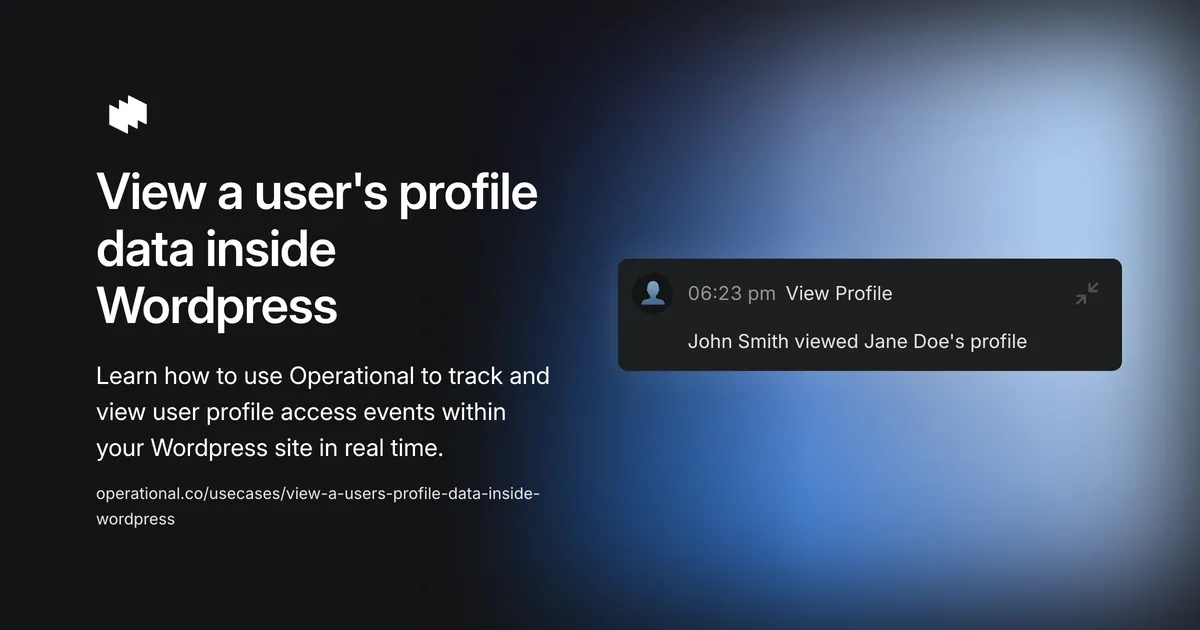 View a user's profile
data inside
Wordpress
Learn how to use Operational to track and
view user profile access events within
your Wordpress site in real time.
operational.co/usecases/view-a-users-profile-data-inside-
wordpress
06:23 pm View Profile
John Smith viewed Jane Doe's profile